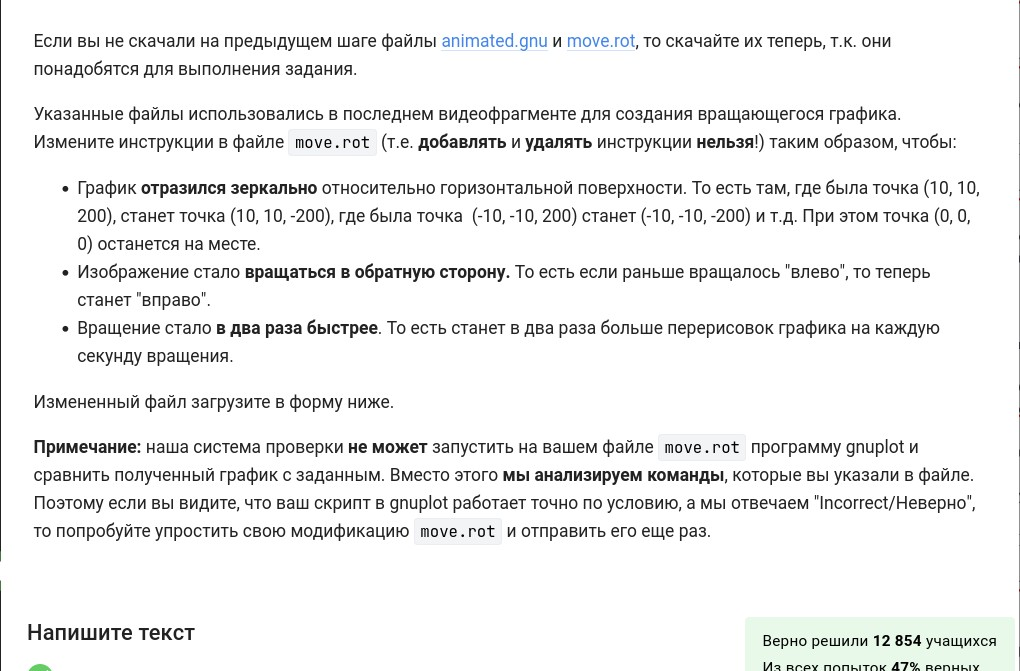 Если вы не скачали на предыдущем шаге файлы animated.gnu и move.rot, то скачайте их теперь, т.к. они
понадобятся для выполнения задания.
Указанные файлы использовались в последнем видеофрагменте для создания вращающегося графика.
Измените инструкции в файле move.rot (т.е. добавлять и удалять инструкции нельзя!) таким образом, чтобы:
• График отразился зеркально относительно горизонтальной поверхности. То есть там, где была точка (10, 10,
200), станет точка (10, 10, -200), где была точка (-10, -10, 200) станет (-10, -10, -200) и т.д. При этом точка (0, 0,
0) останется на месте.
• Изображение стало вращаться в обратную сторону. То есть если раньше вращалось "влево", то теперь
станет "вправо".
• Вращение стало в два раза быстрее. То есть станет в два раза больше перерисовок графика на каждую
секунду вращения.
Измененный файл загрузите в форму ниже.
Примечание: наша система проверки не может запустить на вашем файле move.rot программу gnuplot и
сравнить полученный график с заданным. Вместо этого мы анализируем команды, которые вы указали в файле.
Поэтому если вы видите, что ваш скрипт в gnuplot работает точно по условию, а мы отвечаем "Incorrect/Неверно",
то попробуйте упростить свою модификацию move.rot и отправить его еще раз.
Напишите текст
Верно решили 12 854 учащихся
Из всех попыток 47% верных